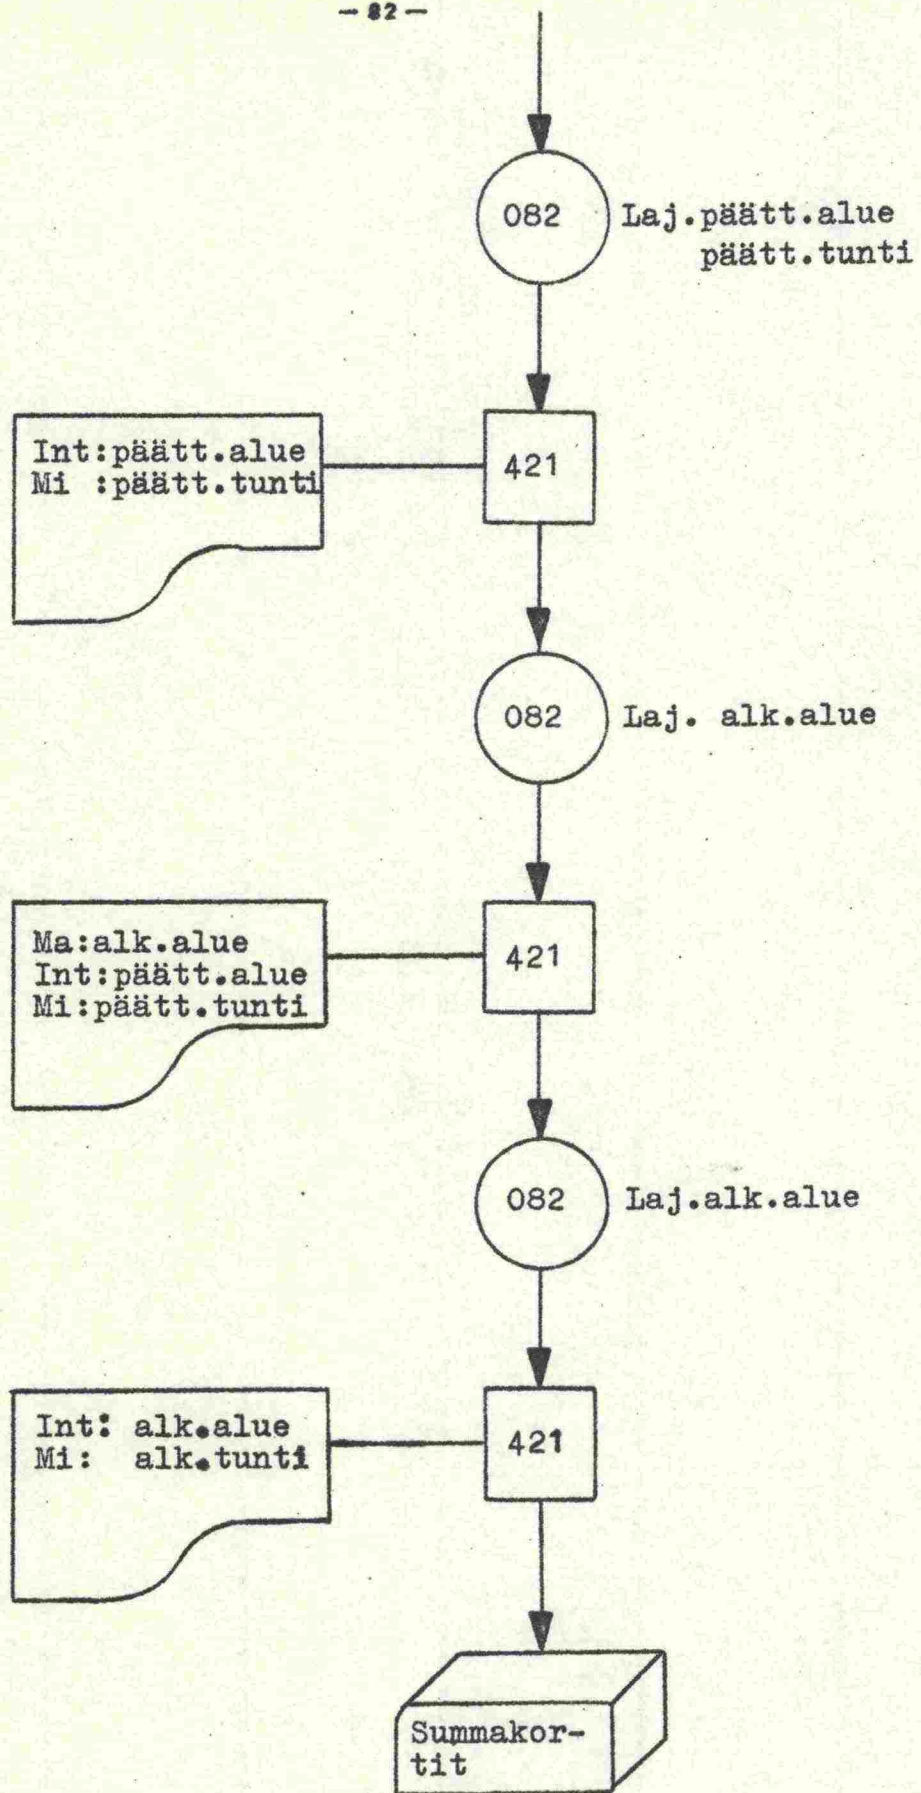 — 82 —
082
Laj.päätt.alue
päätt.tunti
Int:päätt.alue
Mi :päätt.tunti
421
082
Laj. alk.alue
Ma:alk.alue
Int:päätt.alue
Mi:päätt.tunti
421
082
Laj.alk.alue
Int: alk.alue
Mi: alk.tunti
421
Summakor-
tit